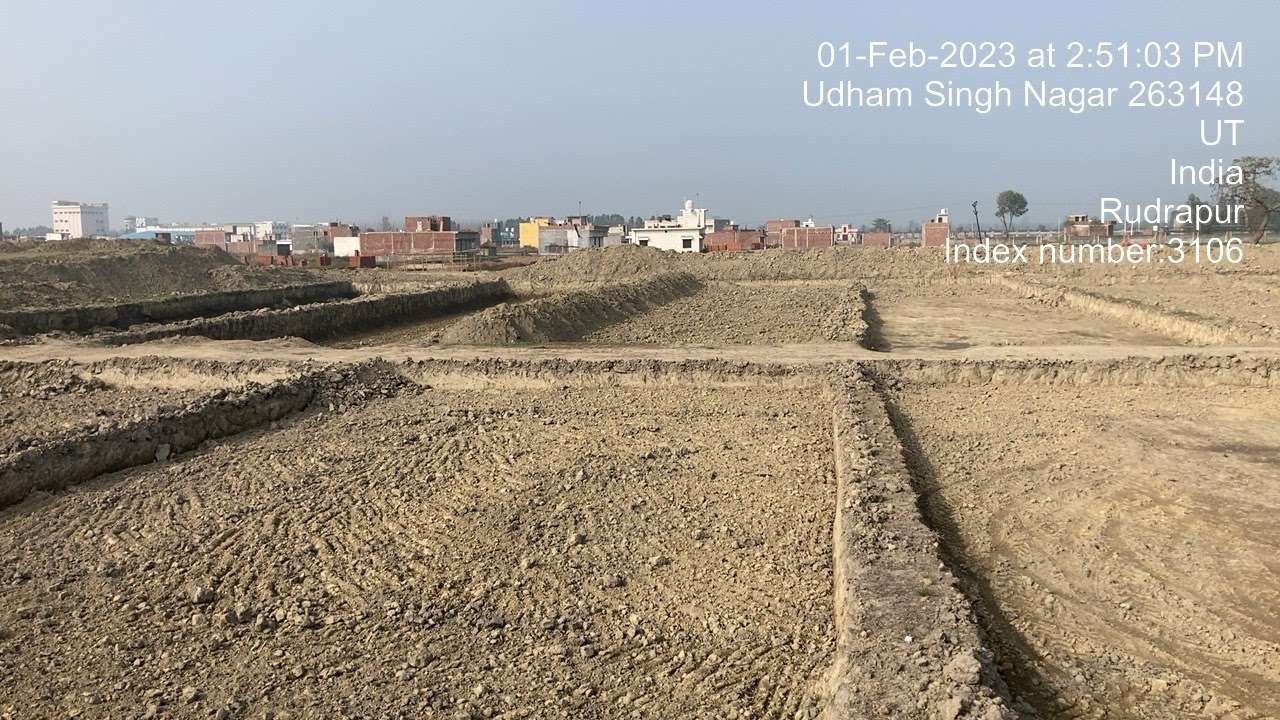 01-Feb-2023 at 2:51:03 PM
Udham Singh Nagar 263148
UT
India
Rudrapur
Index number:3106